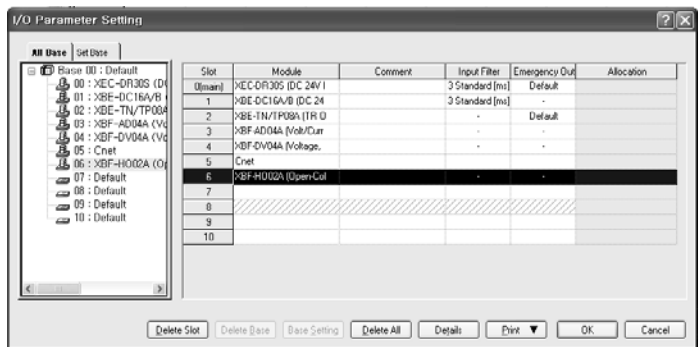 I/O Parameter Setting
All Base Set Base
Base 00 : Default
00 : XEC-DR30S (D
01 : XBE-DC16A/B (
02 : XBE-TN/TP08A
03 : XBF-AD04A (Vo
04 : XBF-DV04A (Vo
05 : Cnet
06 : XBF-HO02A (Op
07 : Default
08 : Default
09 : Default
10 : Default
Slot Module Comment Input Filter Emergency Out Allocation
0(main) XEC-DR30S (DC 24V I 3 Standard [ms] Default
1 XBE-DC16A/B (DC 24 3 Standard [ms] -
2 XBE-TN/TP08A (TR O - Default
3 XBF-AD04A (Volt/Curr - -
4 XBF-DV04A (Voltage, - -
5 Cnet
6 XBF-HO02A (Open-Col - -
7
8
9
10
Delete Slot Delete Base Base Setting Delete All Details Print ▼ OK Cancel